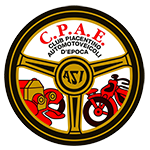 C.P.A.E.
CLUB PIACENTINO
AUTOMOTOVEICOLI
D'EPOCA
ASI